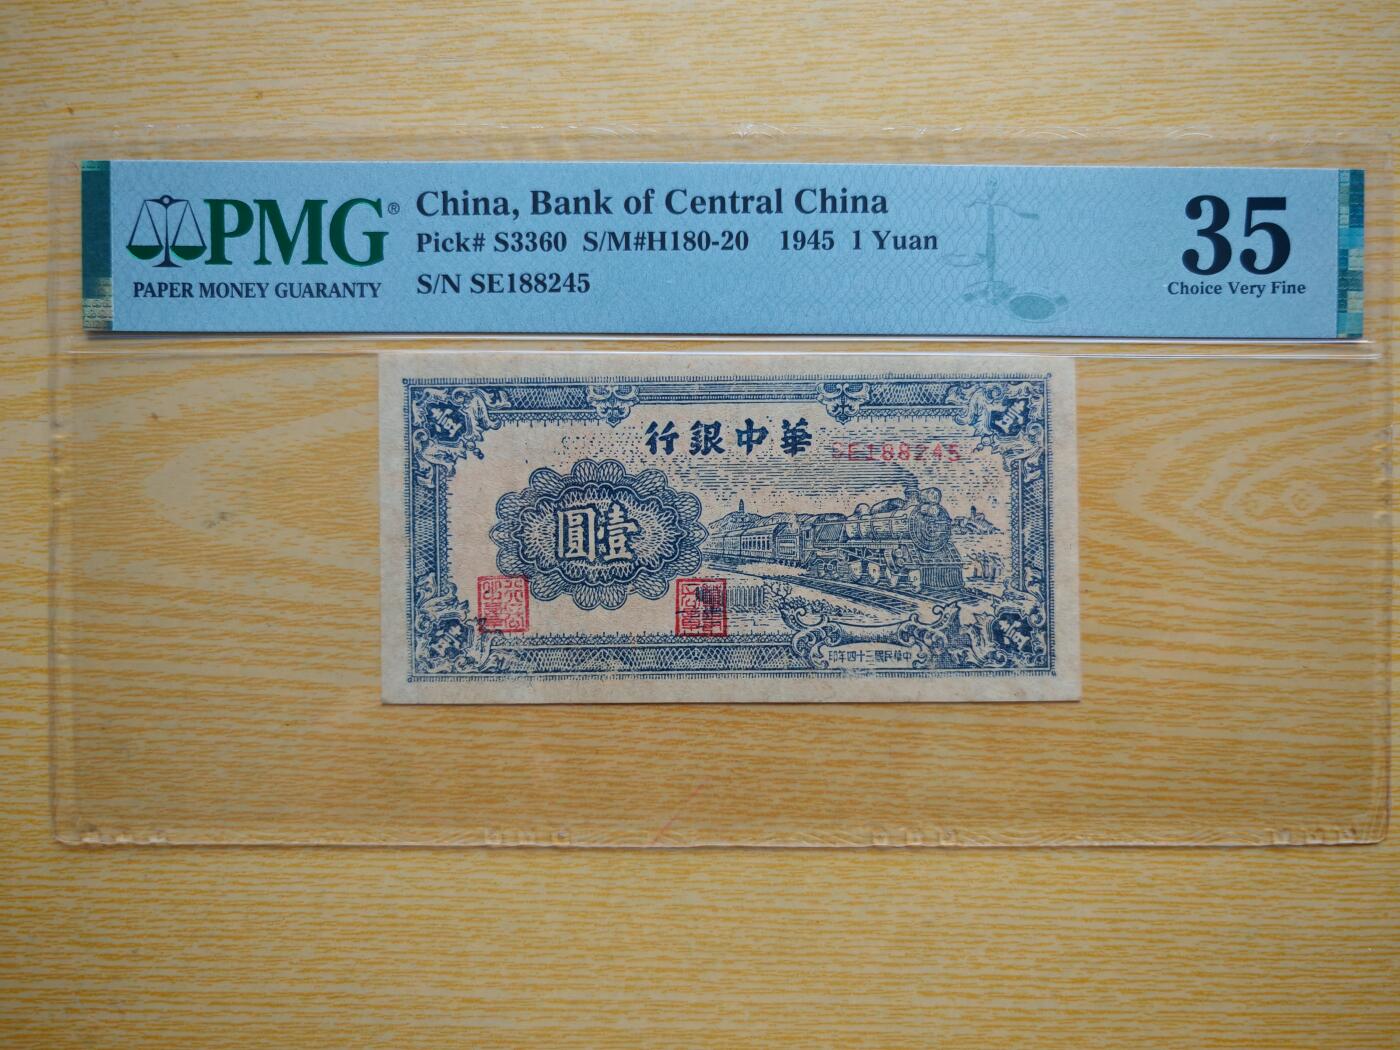 PMG®
PAPER MONEY GUARANTY
China, Bank of Central China
Pick# S3360 S/M#H180-20 1945 1 Yuan
S/N SE188245
35
Choice Very Fine
行銀中華
SE188245
圓壹
印年四十三國民華中